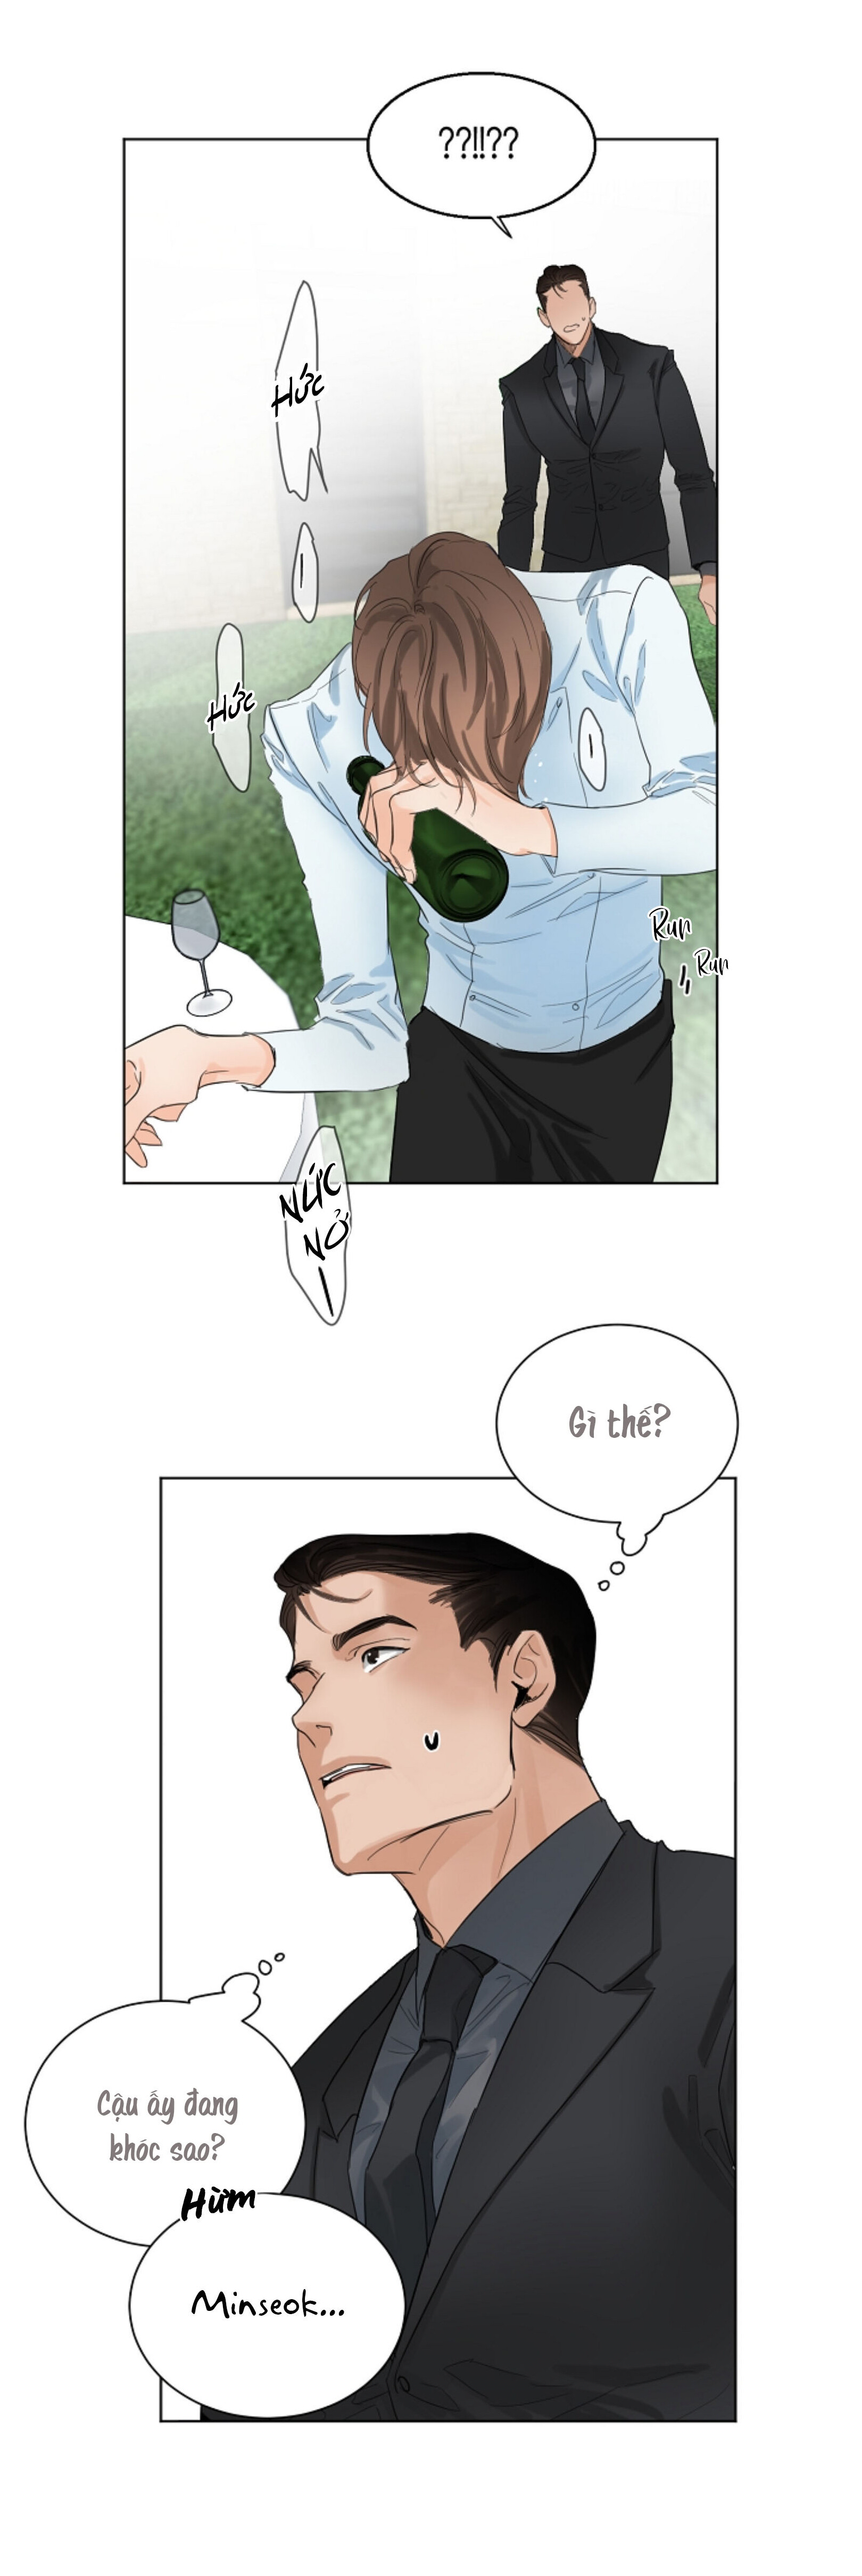 ??!!??
Hức
Hức
Run
Run
NỨC
NỞ
Gì thế?
Cậu ấy đang
khóc sao?
Hừm
Minseok...